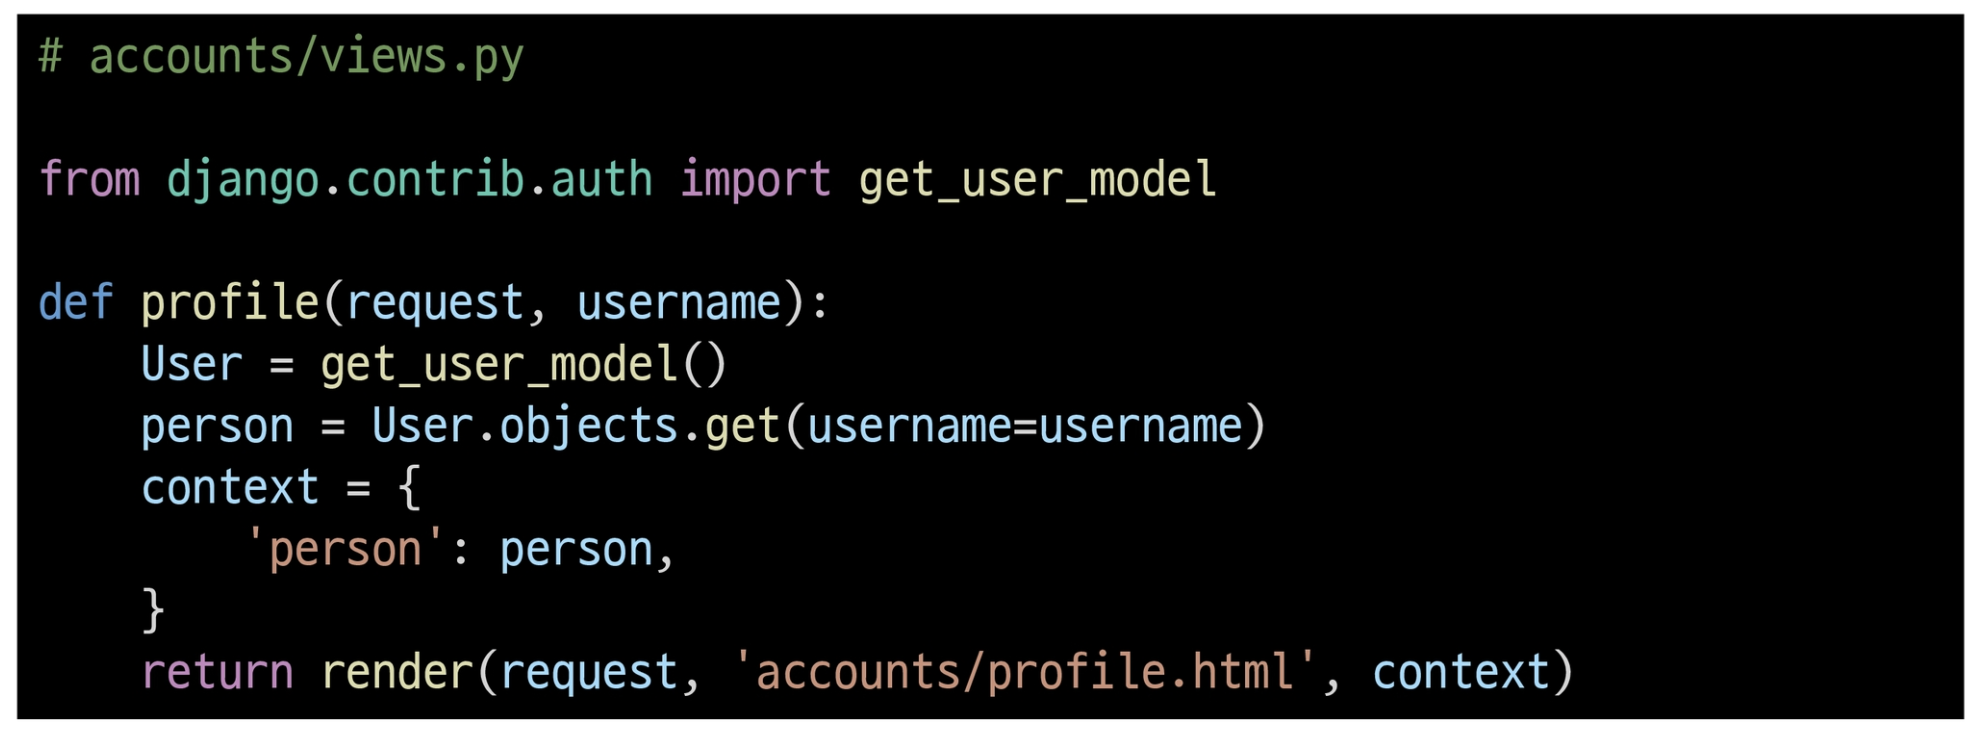 # accounts/views.py

from django.contrib.auth import get_user_model

def profile(request, username):
    User = get_user_model()
    person = User.objects.get(username=username)
    context = {
        'person': person,
    }
    return render(request, 'accounts/profile.html', context)